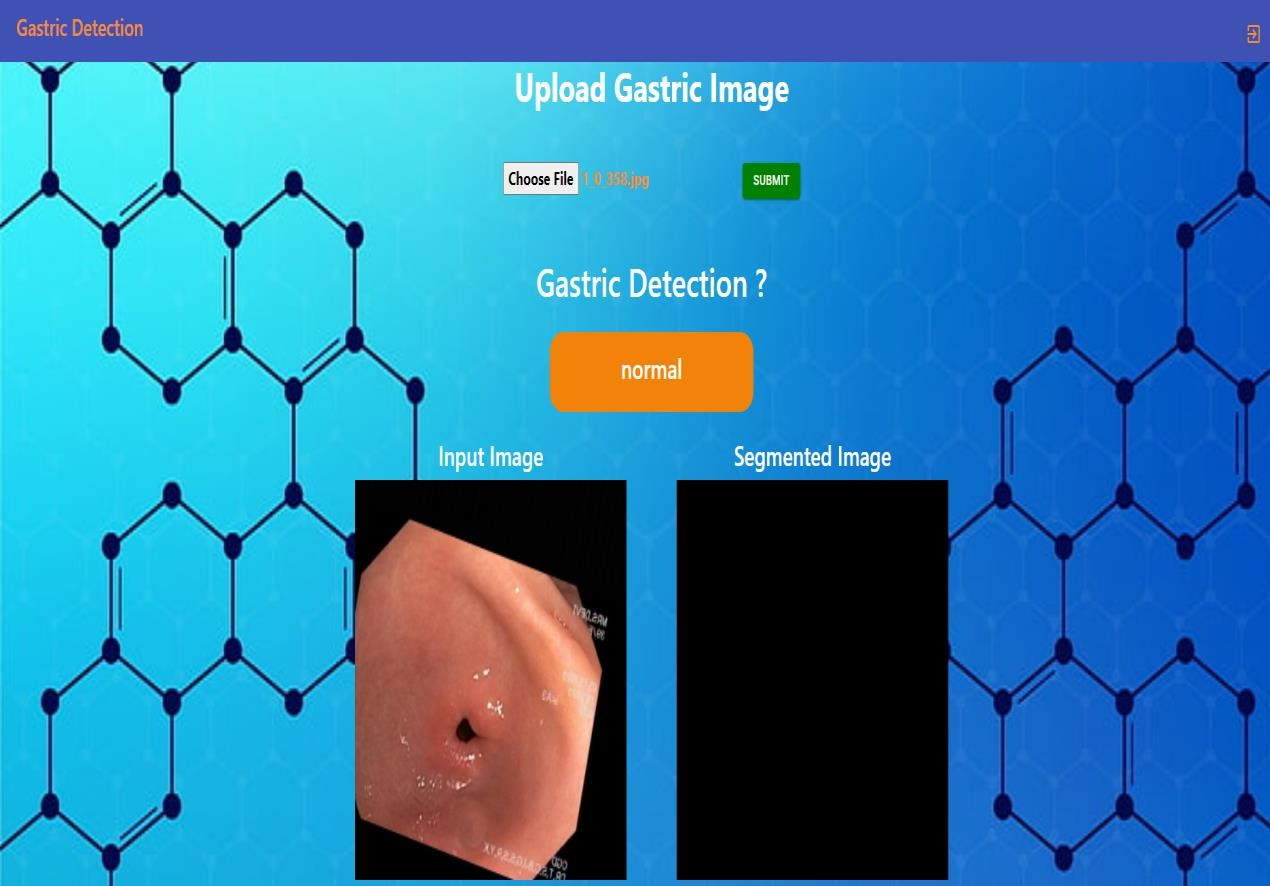 Gastric Detection
Upload Gastric Image
Choose File 1_0_358.jpg
SUBMIT
Gastric Detection ?
normal
Input Image
Segmented Image